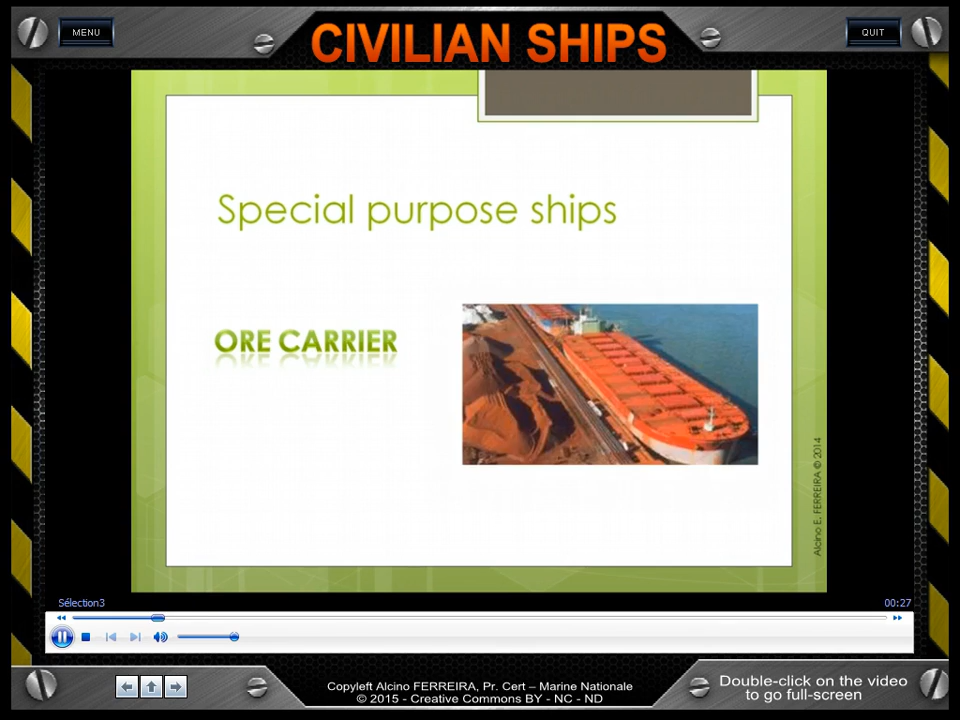 MENU
CIVILIAN SHIPS
QUIT
Special purpose ships
ORE CARRIER
Alcino E. FERREIRA © 2014
Sélection3
00:27
Copyleft Alcino FERREIRA, Pr. Cert – Marine Nationale
© 2015 - Creative Commons BY - NC - ND
Double-click on the video
to go full-screen